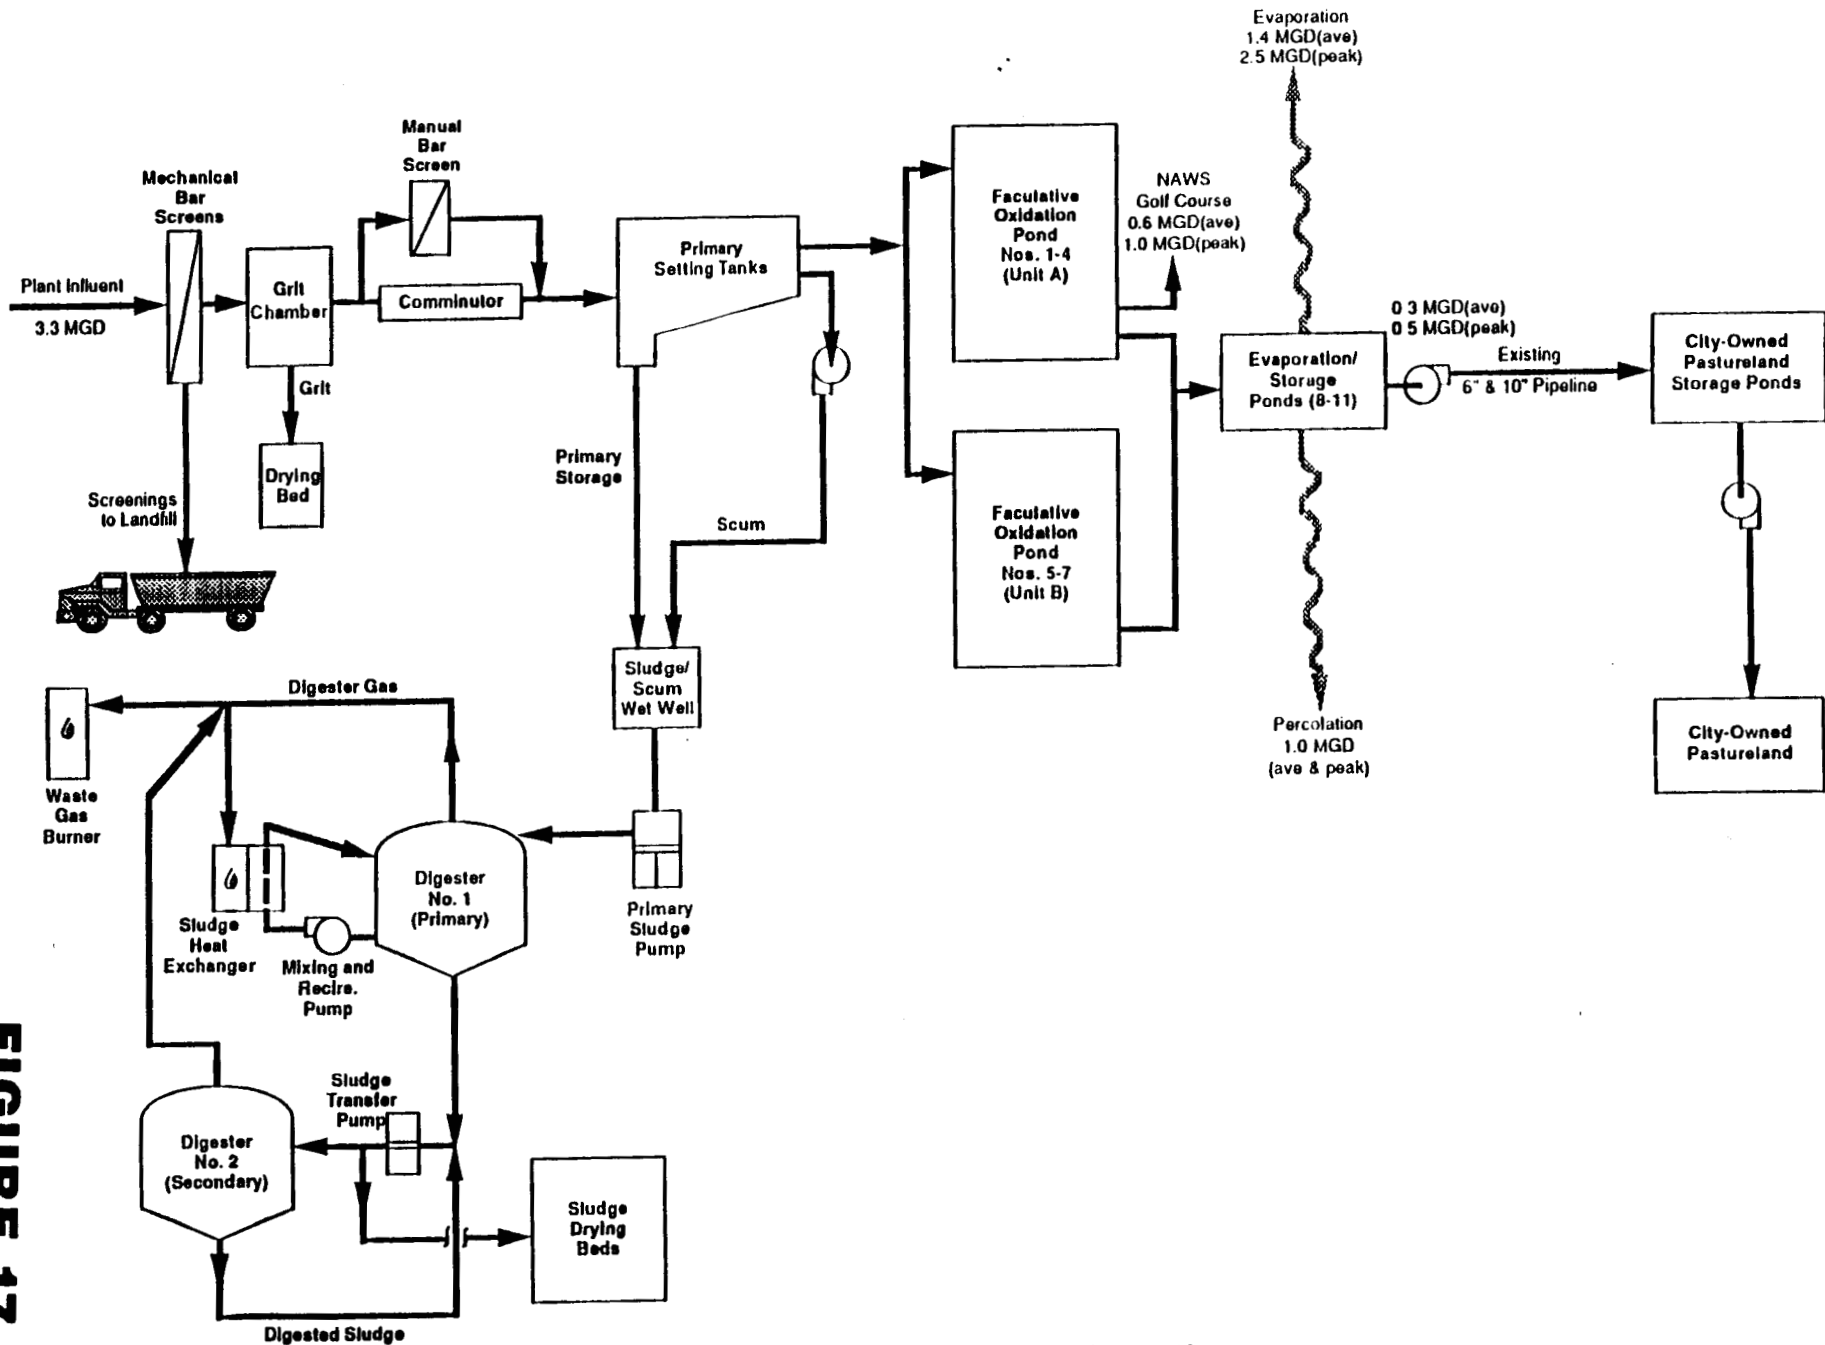 Evaporation
1.4 MGD(ave)
2.5 MGD(peak)
Manual
Bar
Screen
Mechanical
Bar
Screens
Plant Influent
3.3 MGD
Grit
Chamber
Comminutor
Grit
Drying
Bed
Screenings
to Landfill
Primary
Setting Tanks
Primary
Storage
Scum
Faculative
Oxidation
Pond
Nos. 1-4
(Unit A)
NAWS
Golf Course
0.6 MGD(ave)
1.0 MGD(peak)
Faculative
Oxidation
Pond
Nos. 5-7
(Unit B)
Evaporation/
Storage
Ponds (8-11)
0 3 MGD(ave)
0 5 MGD(peak)
Existing
6" & 10" Pipeline
City-Owned
Pastureland
Storage Ponds
City-Owned
Pastureland
Percolation
1.0 MGD
(ave & peak)
Sludge/
Scum
Wet Well
Digester Gas
Waste
Gas
Burner
Sludge
Heat
Exchanger
Mixing and
Recirc.
Pump
Digester
No. 1
(Primary)
Primary
Sludge
Pump
Sludge
Transfer
Pump
Digester
No. 2
(Secondary)
Sludge
Drying
Beds
Digested Sludge
FIGURE 17